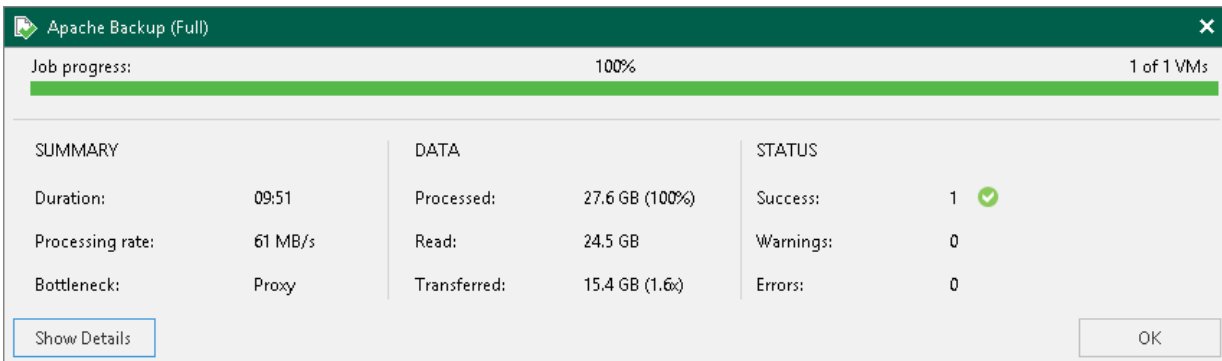 Apache Backup (Full)
Job progress: 100% 1 of 1 VMs
SUMMARY DATA STATUS
Duration: 09:51 Processed: 27.6 GB (100%) Success: 1
Processing rate: 61 MB/s Read: 24.5 GB Warnings: 0
Bottleneck: Proxy Transferred: 15.4 GB (1.6x) Errors: 0
Show Details OK